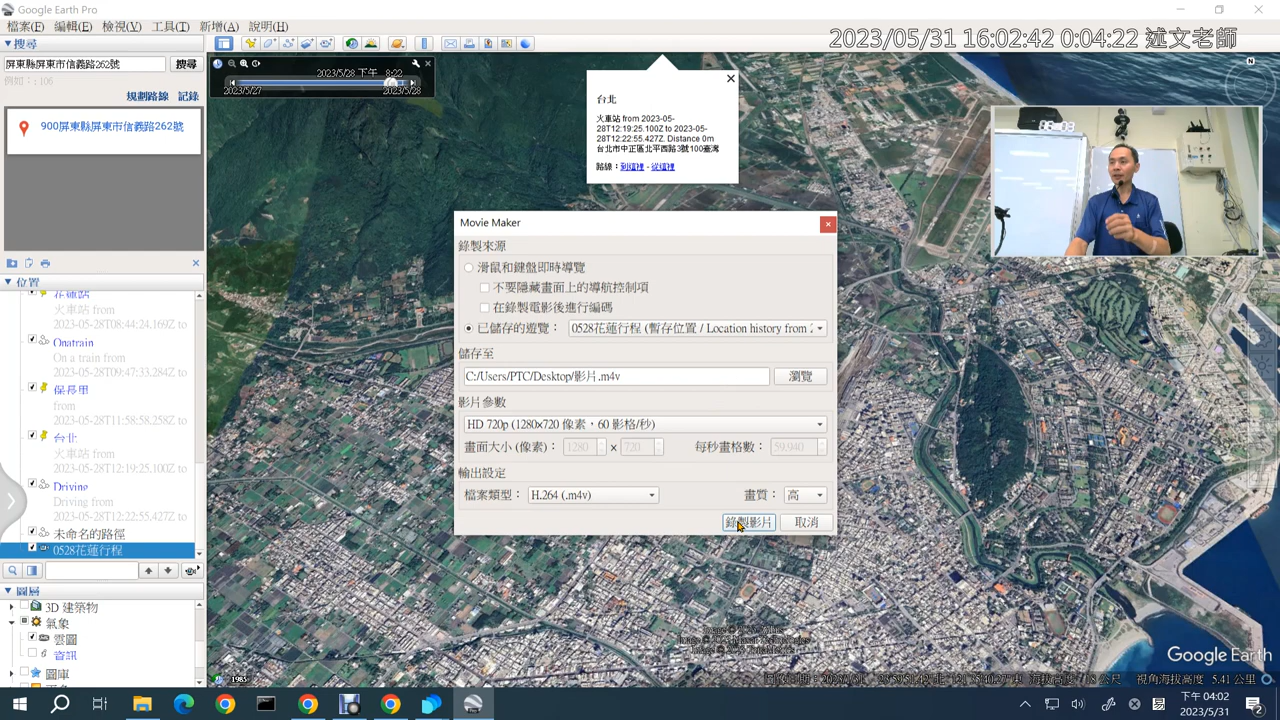 Google Earth Pro
檔案(F) 編輯(E) 檢視(V) 工具(T) 新增(A) 說明(H)
2023/05/31 16:02:42 0:04:22 述文老師
搜尋
屏東縣屏東市信義路262號
搜尋
例如：: 106
規劃路線 記錄
900屏東縣屏東市信義路262號
2023/5/28 下午 8:22
2023/5/27
2023/5/28
台北
火車站 from 2023-05-
28T12:19:25.100Z to 2023-05-
28T12:22:55.427Z. Distance 0m
台北市中正區北平西路3號100臺灣
路線：到這裡 - 從這裡
N
位置
花蓮站
火車站 from
2023-05-28T08:44:24.169Z to
Onatrain
On a train from
2023-05-28T09:47:33.284Z to
保長里
from
2023-05-28T11:58:58.258Z to
台北
火車站 from
2023-05-28T12:19:25.100Z to
Driving
Driving from
2023-05-28T12:22:55.427Z to
未命名的路徑
0528花蓮行程
圖層
3D 建築物
氣象
雲圖
資訊
圖庫
Movie Maker
錄製來源
滑鼠和鍵盤即時導覽
不要隱藏畫面上的導航控制項
在錄製電影後進行編碼
已儲存的遊覽：
0528花蓮行程 (暫存位置 / Location history from
儲存至
C:/Users/PTC/Desktop/影片.m4v
瀏覽
影片參數
HD 720p (1280×720 像素，60 影格/秒)
畫面大小 (像素)： 1280 × 720 每秒畫格數： 59.940
輸出設定
檔案類型： H.264 (.m4v) 畫質： 高
錄製影片 取消
1985
Google Earth
視角海拔高度 5.41 公里
下午 04:02
2023/5/31
2